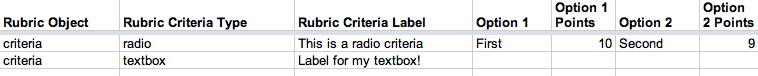 Rubric Object Rubric Criteria Type Rubric Criteria Label Option 1 Option 1 Points Option 2 Option 2 Points
criteria radio This is a radio criteria First 10 Second 9
criteria textbox Label for my textbox!